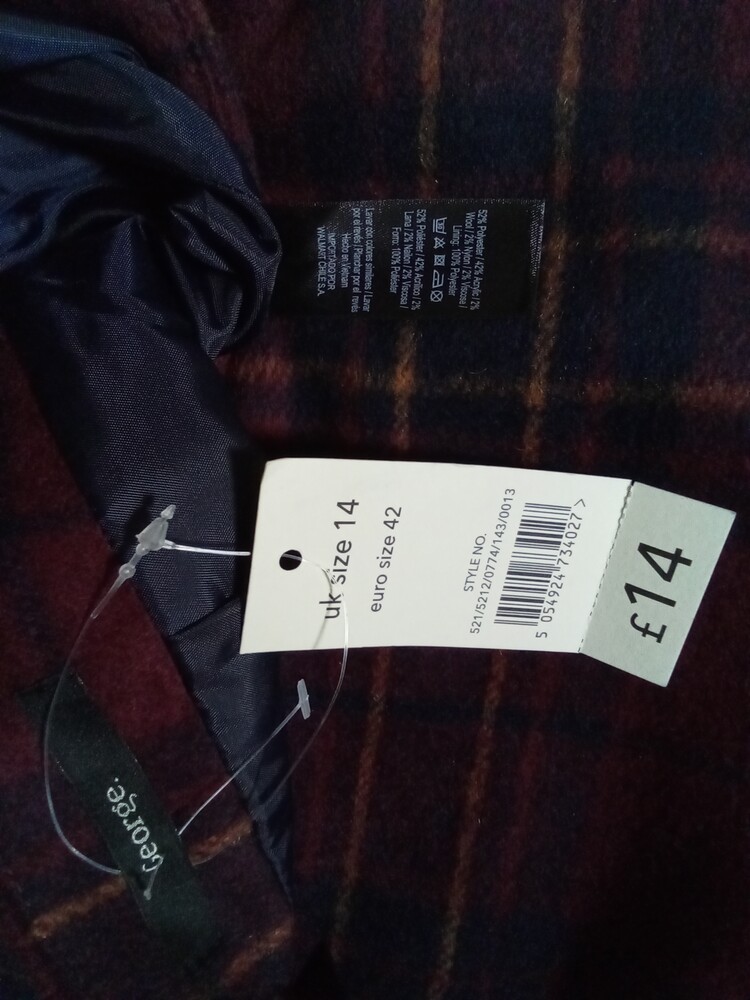 52% Polyester / 42% Acrylic / 2%
Wool / 2% Nylon / 2% Viscose /
Lining: 100% Polyester
52% Poliéster / 42% Acrílico / 2%
Lana / 2% Nailon / 2% Viscosa /
Forro: 100% Poliéster
Lavar con colores similares / Lavar
por el revés / Planchar por el revés
Hecho en Vietnam
IMPORTADO POR:
WALMART CHILE S.A.
uk size 14
euro size 42
STYLE NO.
521/5212/0774/143/0013
5 054924 734027 >
£14
George.